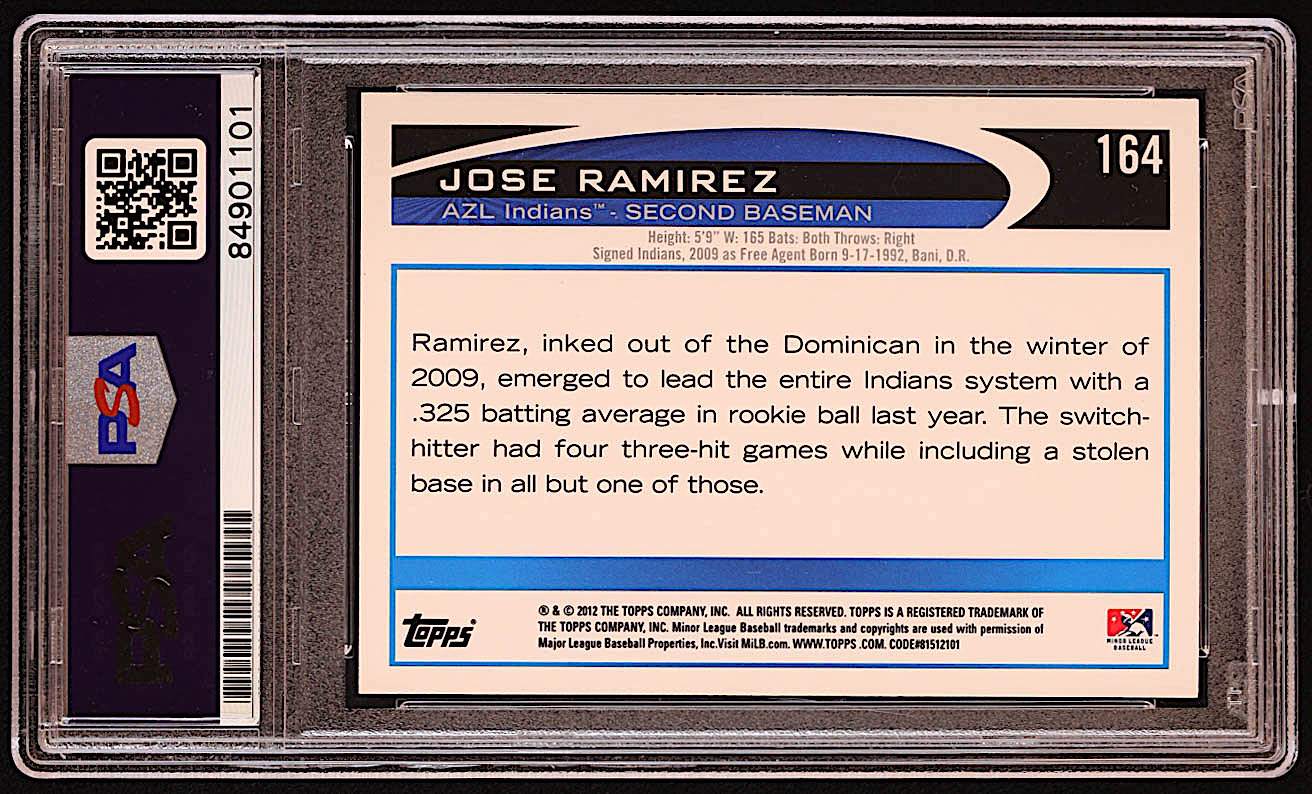 84901101
PSA
PSA
164
JOSE RAMIREZ
AZL Indians™ - SECOND BASEMAN
Height: 5'9" W: 165 Bats: Both Throws: Right
Signed Indians, 2009 as Free Agent Born 9-17-1992, Bani, D.R.
Ramirez, inked out of the Dominican in the winter of
2009, emerged to lead the entire Indians system with a
.325 batting average in rookie ball last year. The switch-
hitter had four three-hit games while including a stolen
base in all but one of those.
Topps®
® & © 2012 THE TOPPS COMPANY, INC. ALL RIGHTS RESERVED. TOPPS IS A REGISTERED TRADEMARK OF
THE TOPPS COMPANY, INC. Minor League Baseball trademarks and copyrights are used with permission of
Major League Baseball Properties, Inc.Visit MiLB.com. WWW.TOPPS .COM. CODE#81512101
MINOR LEAGUE
BASEBALL™
PSA